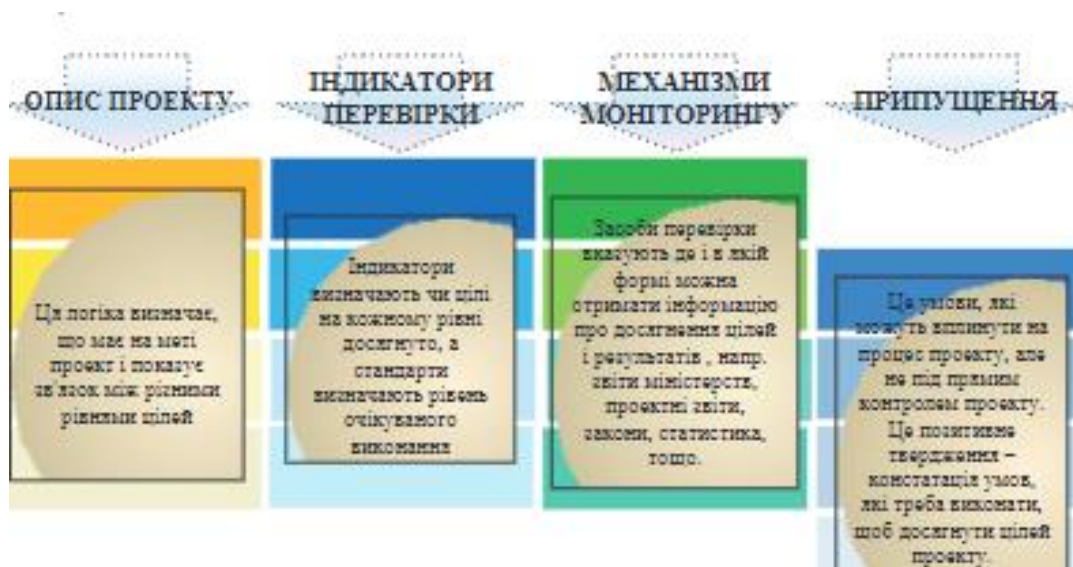 ОПИС ПРОЕКТУ
ІНДИКАТОРИ
ПЕРЕВІРКИ
МЕХАНІЗМИ
МОНІТОРИНГУ
ПРИПУЩЕННЯ
Ця логіка визначає,
що має на меті
проект і показує
зв'язок між різними
рівнями цілей
Індикатори
визначають чи цілі
на кожному рівні
досягнуто, а
стандарти
визначають рівень
очікуваного
виконання
Засоби перевірки
вказують де і в якій
формі можна
отримати інформацію
про досягнення цілей
і результатів , напр.
звіти міністерств,
проектні звіти,
закони, статистика,
тощо.
Це умови, які
можуть вплинути на
процес проекту, але
не під прямим
контролем проекту.
Це позитивне
твердження –
констатація умов,
які треба виконати,
щоб досягнути цілей
проекту.